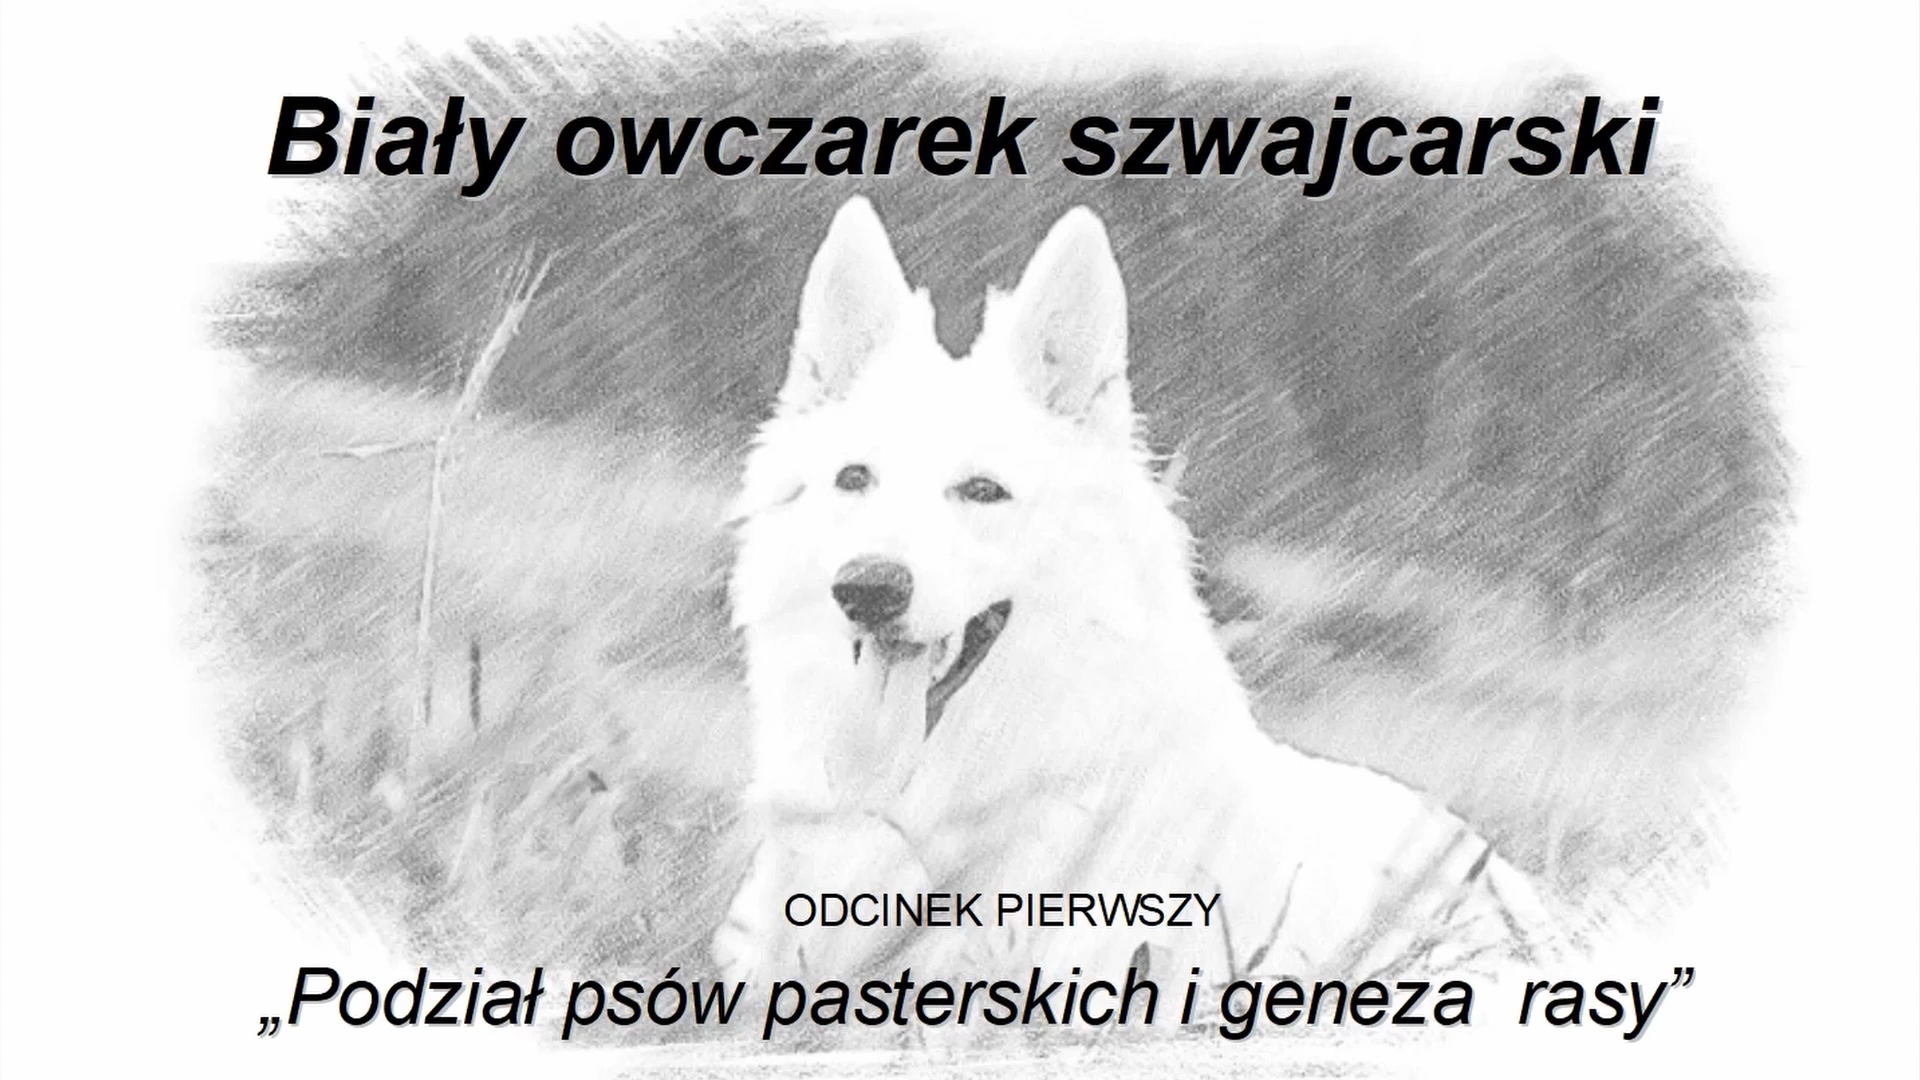 Biały owczarek szwajcarski
ODCINEK PIERWSZY
„Podział psów pasterskich i geneza  rasy”